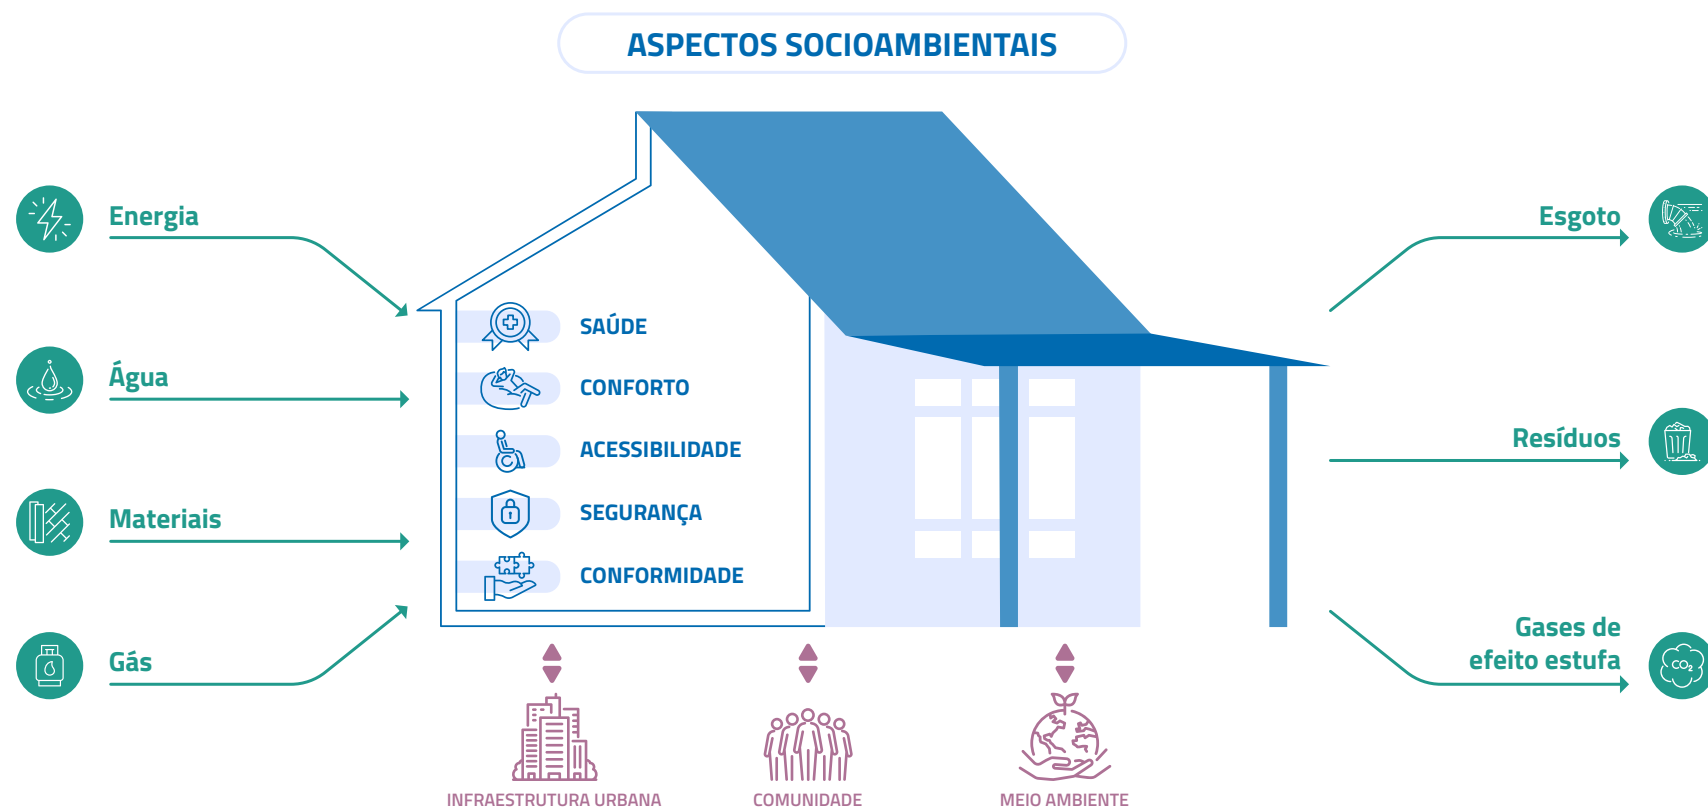 ASPECTOS SOCIOAMBIENTAIS
Energia
Água
Materiais
Gás
SAÚDE
CONFORTO
ACESSIBILIDADE
SEGURANÇA
CONFORMIDADE
Esgoto
Resíduos
Gases de
efeito estufa
CO₂
INFRAESTRUTURA URBANA
COMUNIDADE
MEIO AMBIENTE